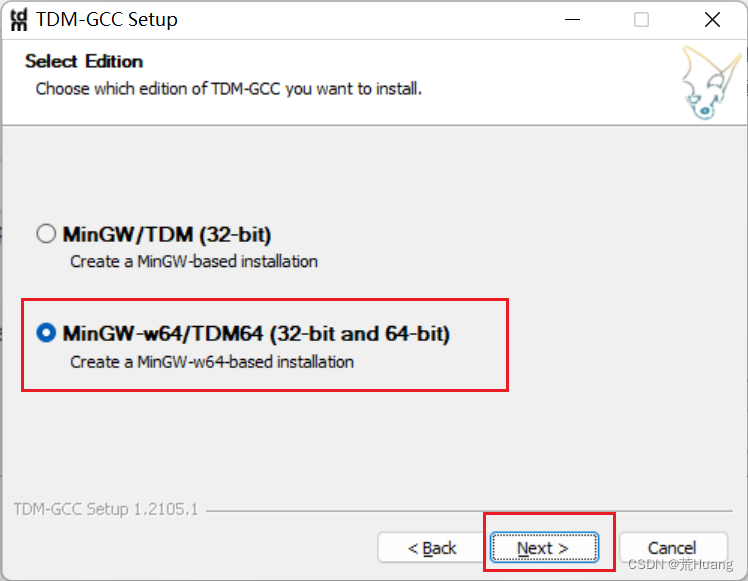 tdm TDM-GCC Setup
Select Edition
Choose which edition of TDM-GCC you want to install.
MinGW/TDM (32-bit)
Create a MinGW-based installation
MinGW-w64/TDM64 (32-bit and 64-bit)
Create a MinGW-w64-based installation
TDM-GCC Setup 1.2105.1
< Back Next > Cancel
CSDN @荒Huang